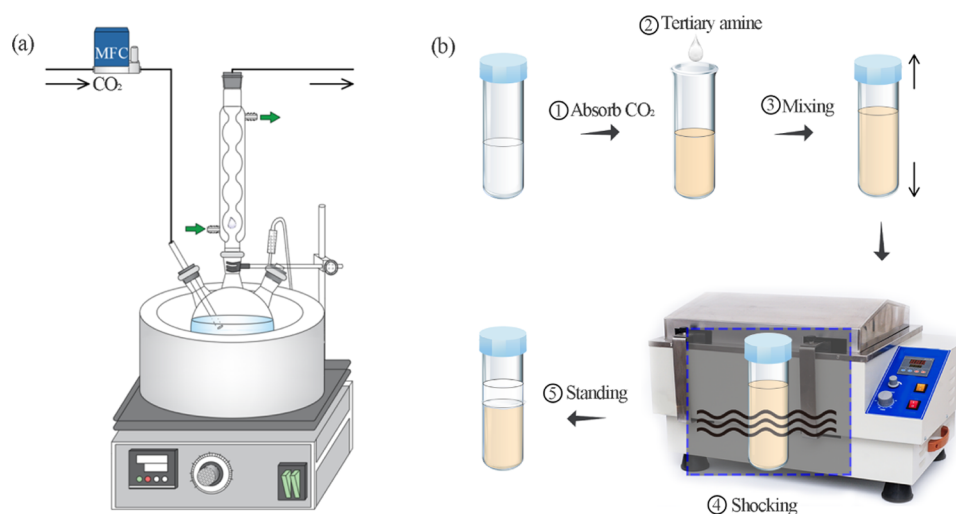 (a)
MFC
CO₂
(b)
② Tertiary amine
① Absorb CO₂
③ Mixing
⑤ Standing
④ Shocking